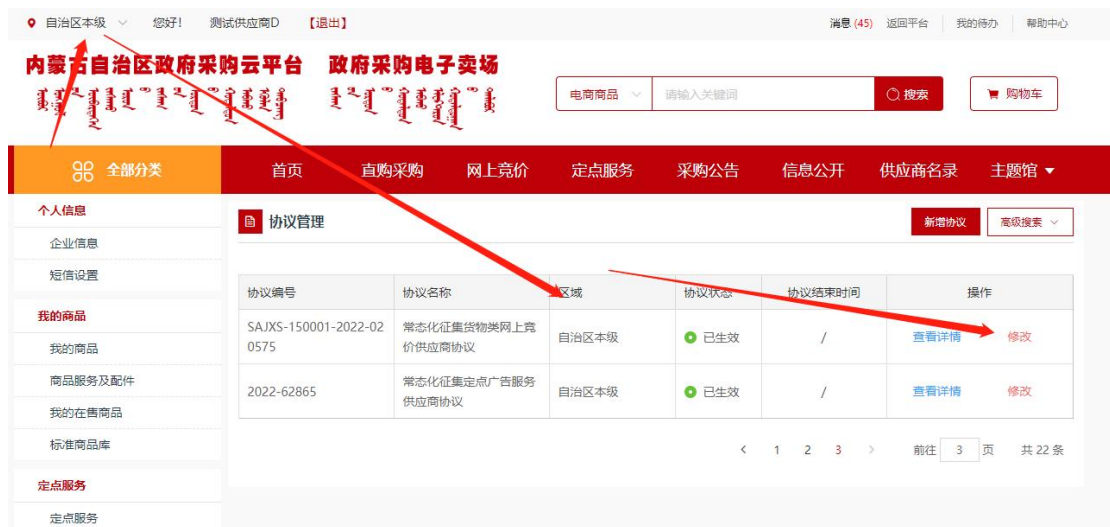 自治区本级 您好! 测试供应商D 【退出】 消息 (45) 返回平台 我的待办 帮助中心
内蒙古自治区政府采购云平台 政府采购电子卖场
电商商品 请输入关键词 搜索 购物车
全部分类 首页 直购采购 网上竞价 定点服务 采购公告 信息公开 供应商名录 主题馆
个人信息
企业信息
短信设置
我的商品
我的商品
商品服务及配件
我的在售商品
标准商品库
定点服务
定点服务
协议管理 新增协议 高级搜索
协议编号 协议名称 区域 协议状态 协议结束时间 操作
SAJXS-150001-2022-02
0575
常态化征集货物类网上竞
价供应商协议
自治区本级 已生效 / 查看详情 修改
2022-62865
常态化征集定点广告服务
供应商协议
自治区本级 已生效 / 查看详情 修改
< 1 2 3 > 前往 3 页 共 22 条